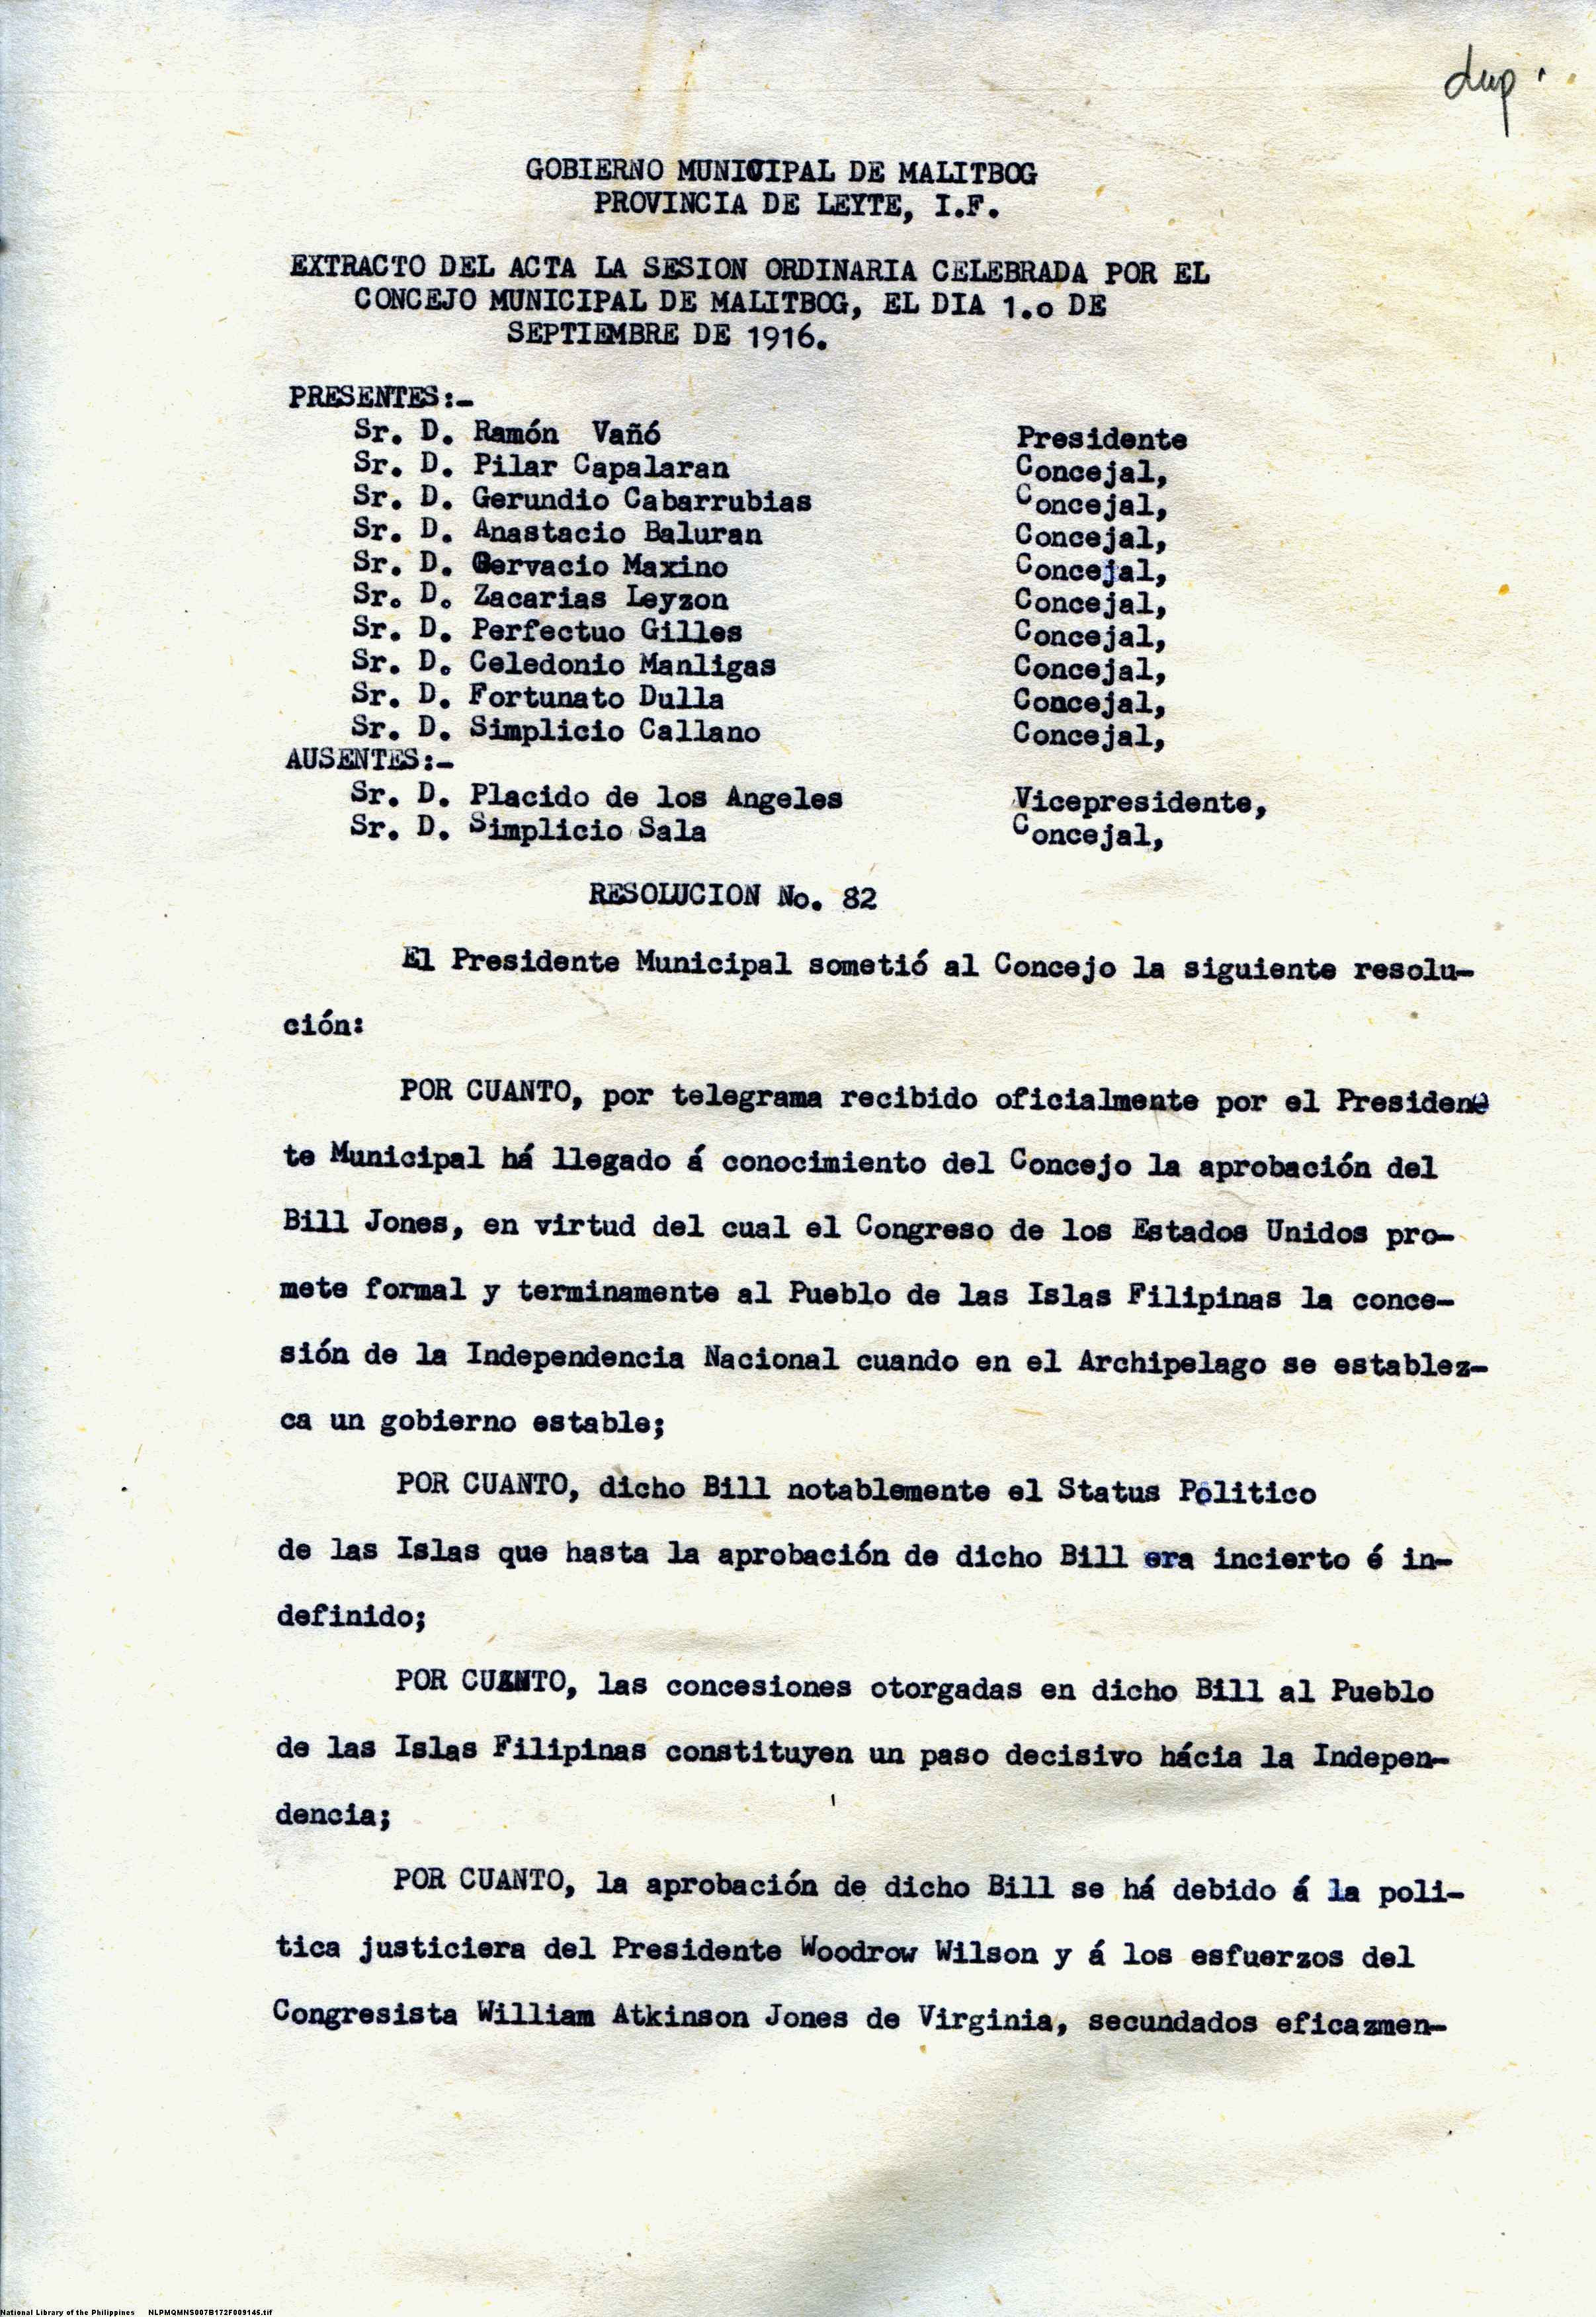 dup.
GOBIERNO MUNICIPAL DE MALITBOG
PROVINCIA DE LEYTE, I.F.
EXTRACTO DEL ACTA LA SESION ORDINARIA CELEBRADA POR EL
CONCEJO MUNICIPAL DE MALITBOG, EL DIA 1.o DE
SEPTIEMBRE DE 1916.
PRESENTES:-
Sr. D. Ramón Vañó Presidente
Sr. D. Pilar Capalaran Concejal,
Sr. D. Gerundio Cabarrubias Concejal,
Sr. D. Anastacio Baluran Concejal,
Sr. D. Gervacio Maxino Concejal,
Sr. D. Zacarias Leyzon Concejal,
Sr. D. Perfectuo Gilles Concejal,
Sr. D. Celedonio Manligas Concejal,
Sr. D. Fortunato Dulla Concejal,
Sr. D. Simplicio Callano Concejal,
AUSENTES:-
Sr. D. Placido de los Angeles Vicepresidente,
Sr. D. Simplicio Sala Concejal,
RESOLUCION No. 82
El Presidente Municipal sometió al Concejo la siguiente resolu-
ción:
POR CUANTO, por telegrama recibido oficialmente por el Presiden-
te Municipal há llegado á conocimiento del Concejo la aprobación del
Bill Jones, en virtud del cual el Congreso de los Estados Unidos pro-
mete formal y terminamente al Pueblo de las Islas Filipinas la conce-
sión de la Independencia Nacional cuando en el Archipelago se establez-
ca un gobierno estable;
POR CUANTO, dicho Bill notablemente el Status Politico
de las Islas que hasta la aprobación de dicho Bill era incierto é in-
definido;
POR CUANTO, las concesiones otorgadas en dicho Bill al Pueblo
de las Islas Filipinas constituyen un paso decisivo hácia la Indepen-
dencia;
POR CUANTO, la aprobación de dicho Bill se há debido á la poli-
tica justiciera del Presidente Woodrow Wilson y á los esfuerzos del
Congresista William Atkinson Jones de Virginia, secundados eficazmen-
National Library of the Philippines NLPMQMNS007B172F009145.tif